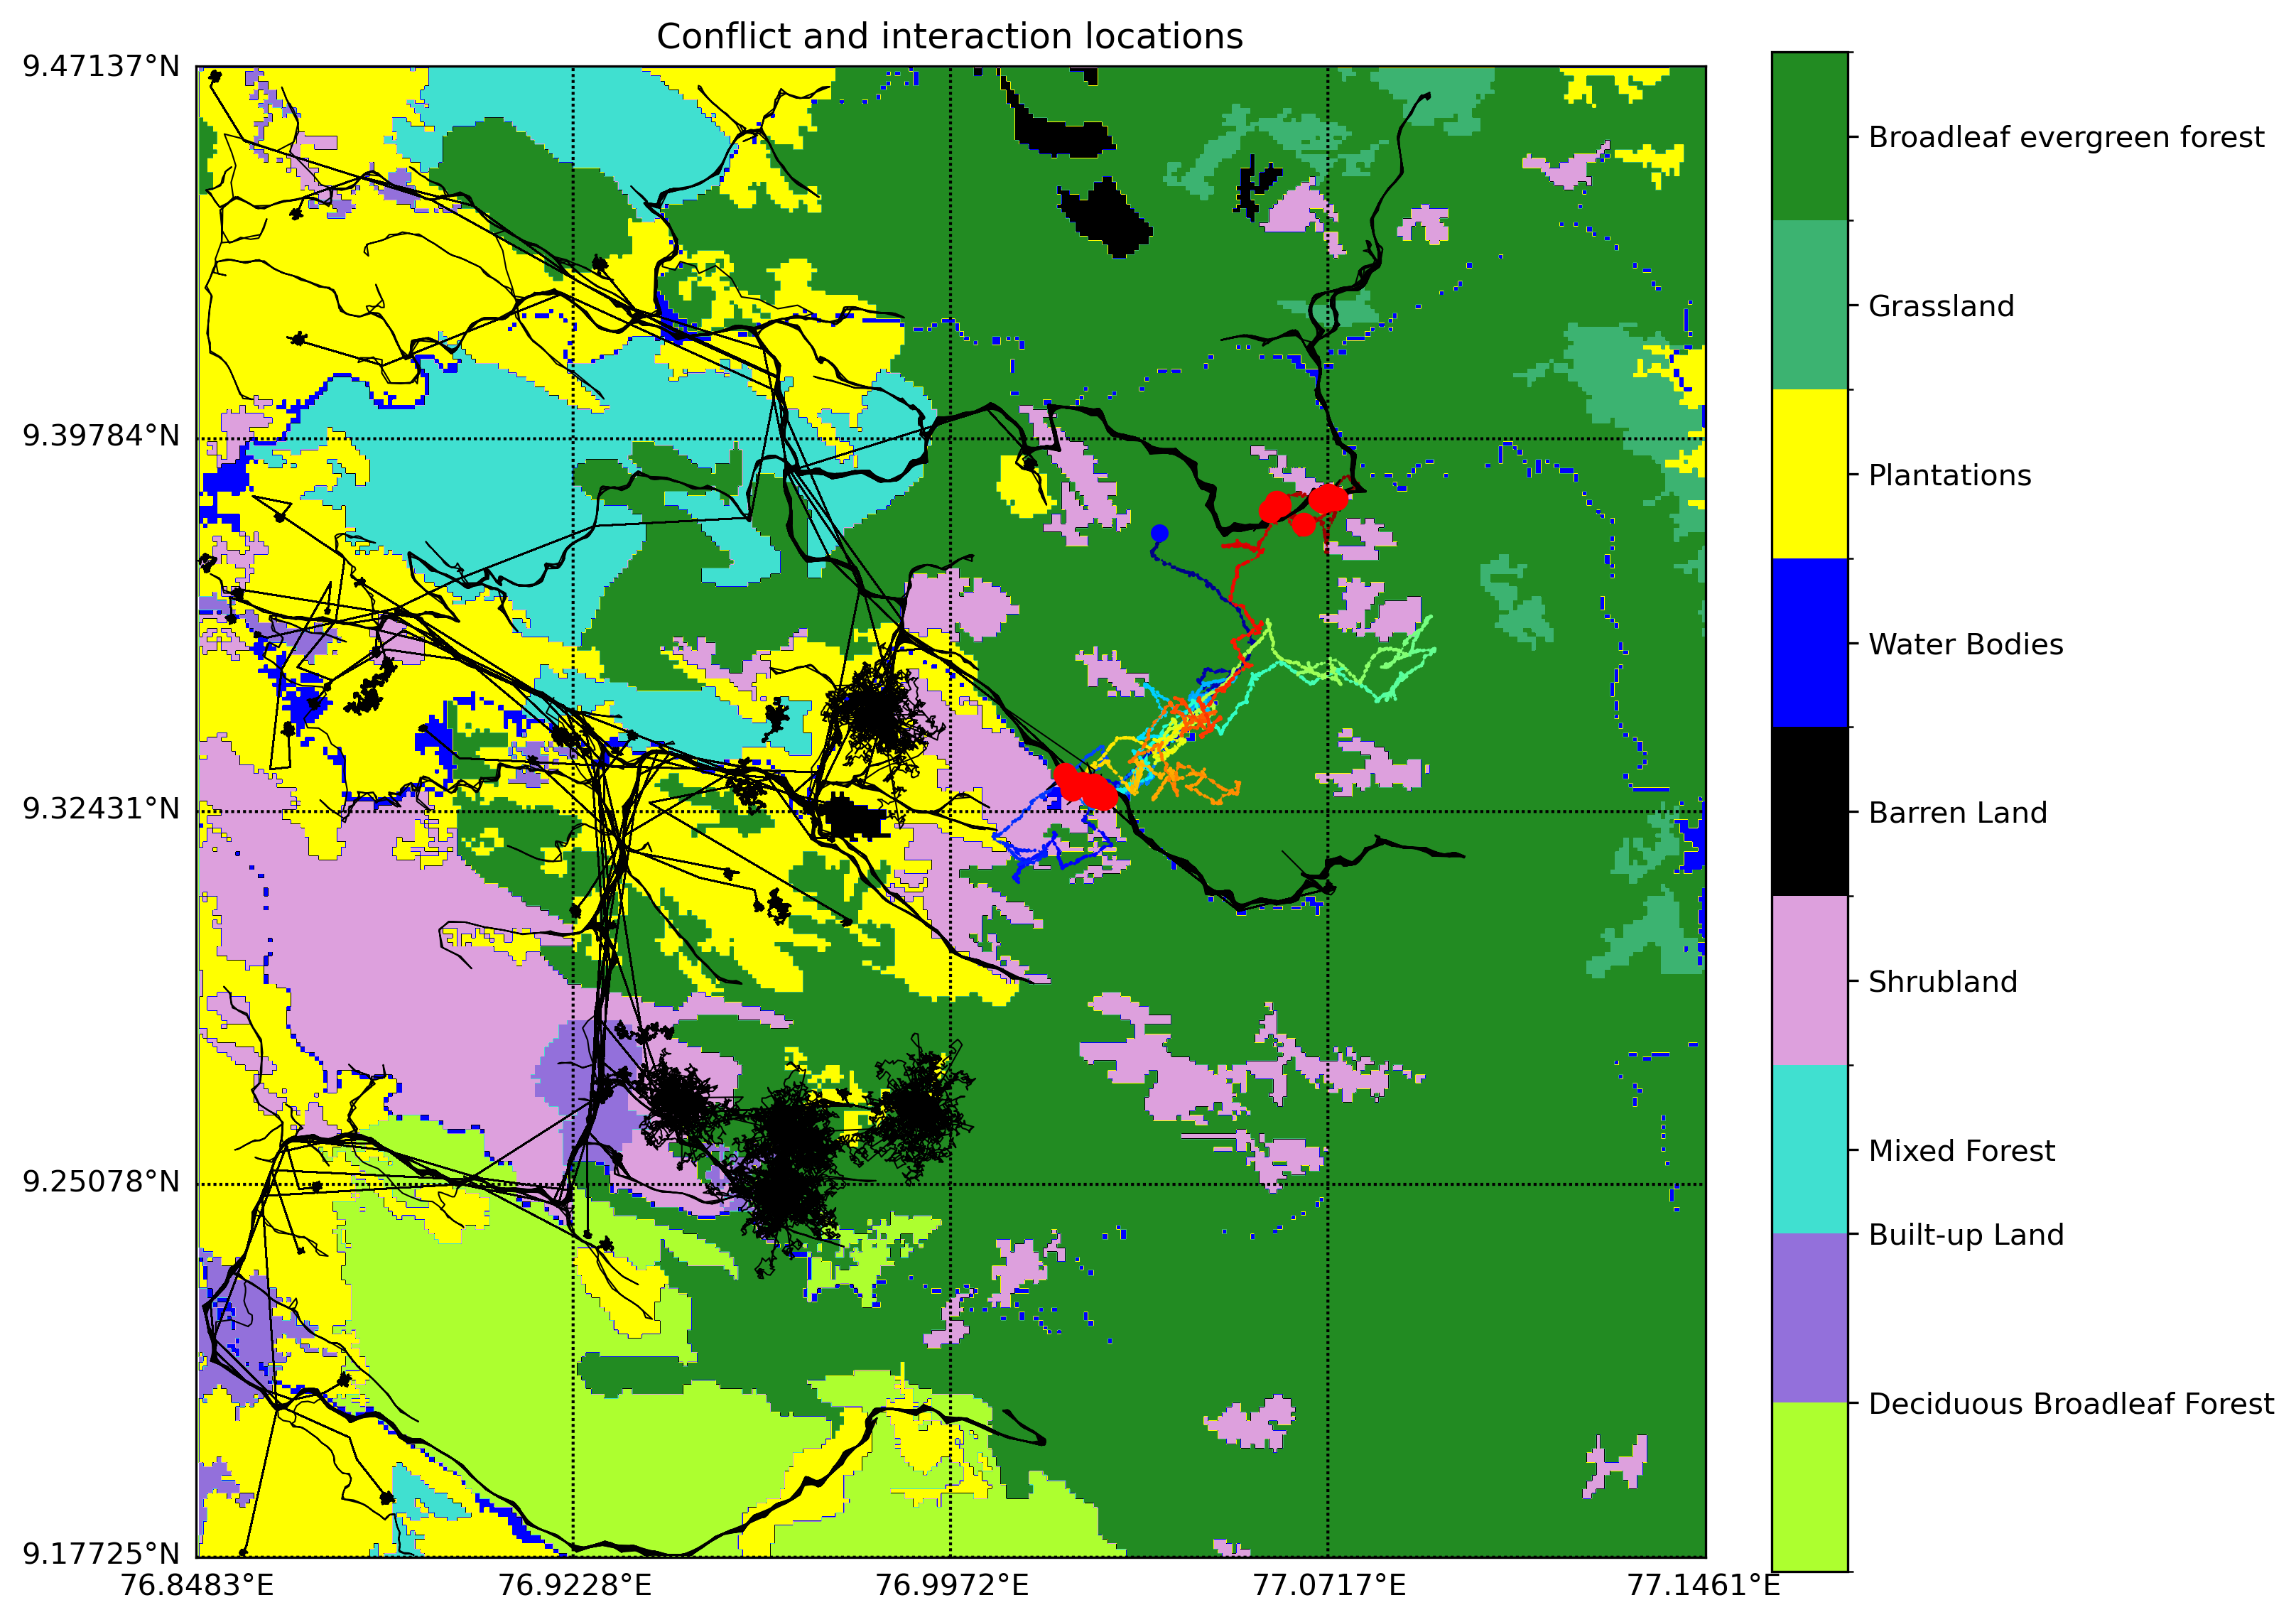 Conflict and interaction locations
9.47137°N
9.39784°N
9.32431°N
9.25078°N
9.17725°N
76.8483°E
76.9228°E
76.9972°E
77.0717°E
77.1461°E
Broadleaf evergreen forest
Grassland
Plantations
Water Bodies
Barren Land
Shrubland
Mixed Forest
Built-up Land
Deciduous Broadleaf Forest